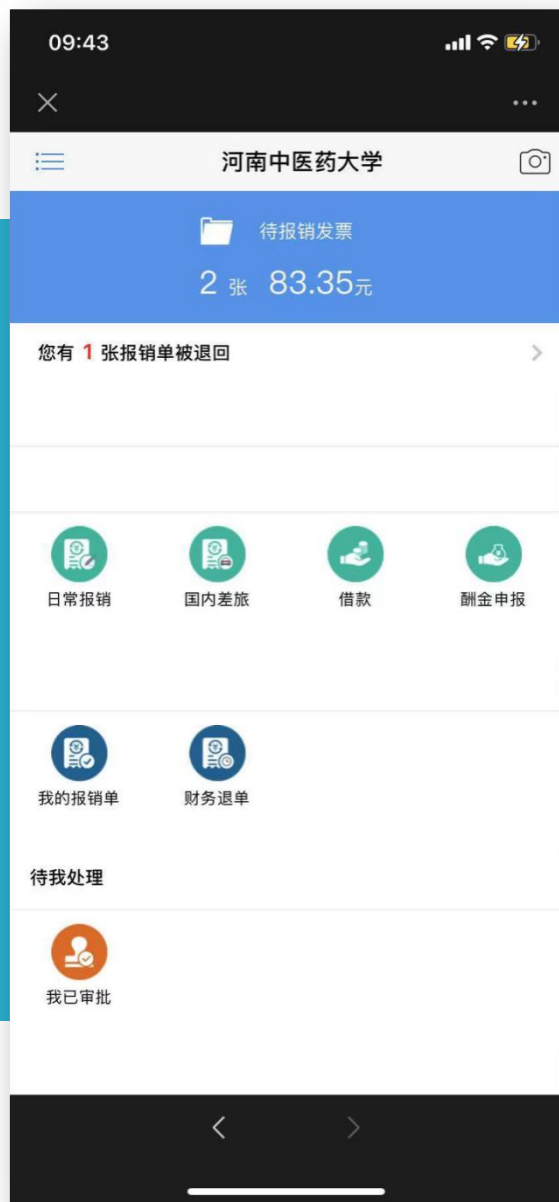 09:43
河南中医药大学
待报销发票
2 张 83.35元
您有 1 张报销单被退回
日常报销 国内差旅 借款 酬金申报
我的报销单 财务退单
待我处理
我已审批